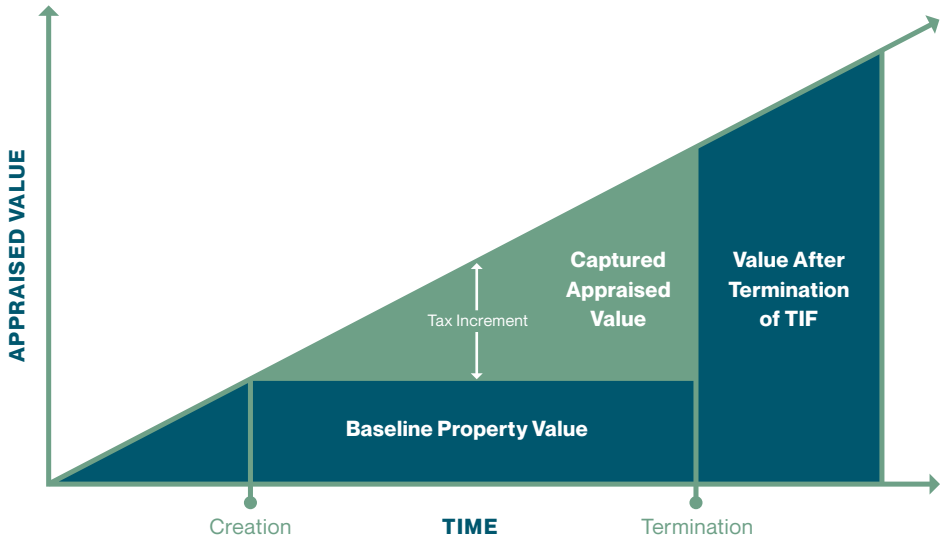 APPRAISED VALUE
Captured
Appraised
Value
Value After
Termination
of TIF
Tax Increment
Baseline Property Value
Creation
TIME
Termination